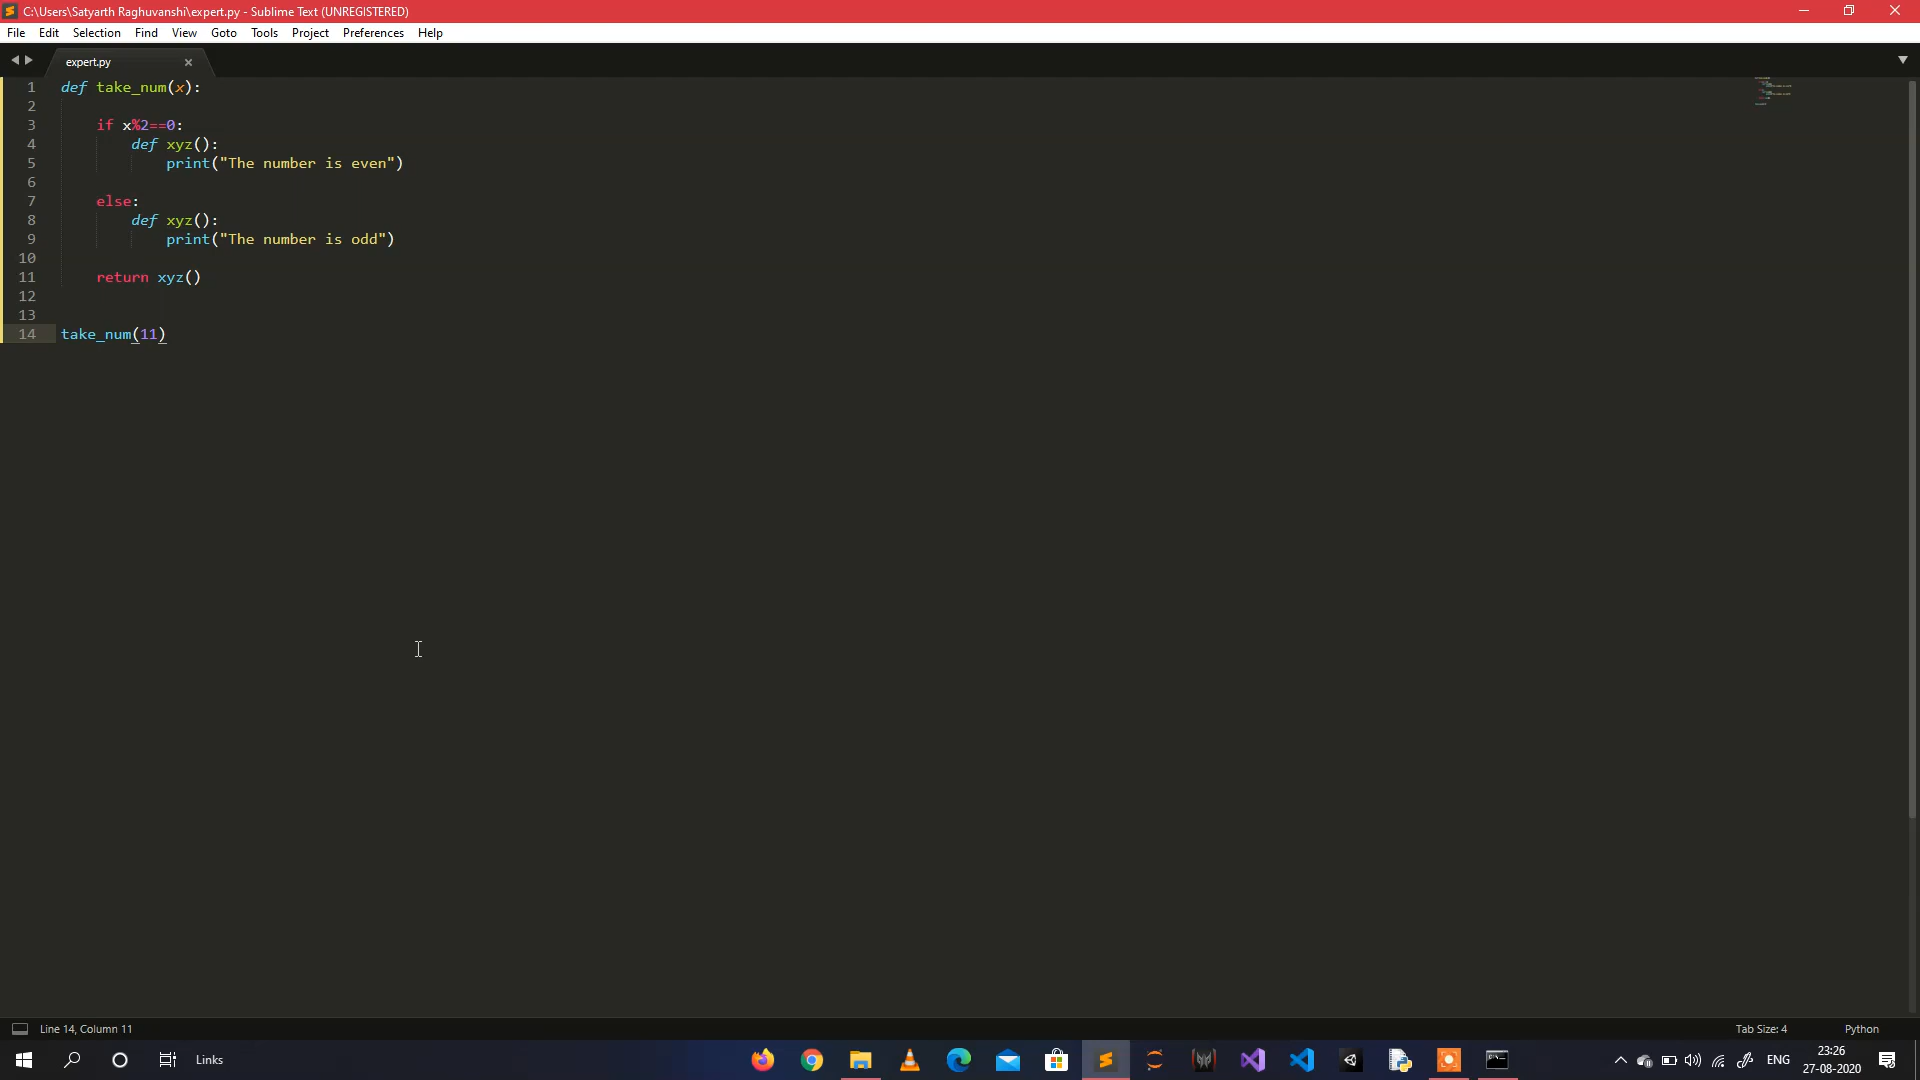 C:\Users\Satyarth Raghuvanshi\expert.py - Sublime Text (UNREGISTERED)
File Edit Selection Find View Goto Tools Project Preferences Help
expert.py
1 def take_num(x):
2
3     if x%2==0:
4         def xyz():
5             print("The number is even")
6
7     else:
8         def xyz():
9             print("The number is odd")
10
11     return xyz()
12
13
14 take_num(11)
Line 14, Column 11 Tab Size: 4 Python
Links ENG 23:26
27-08-2020